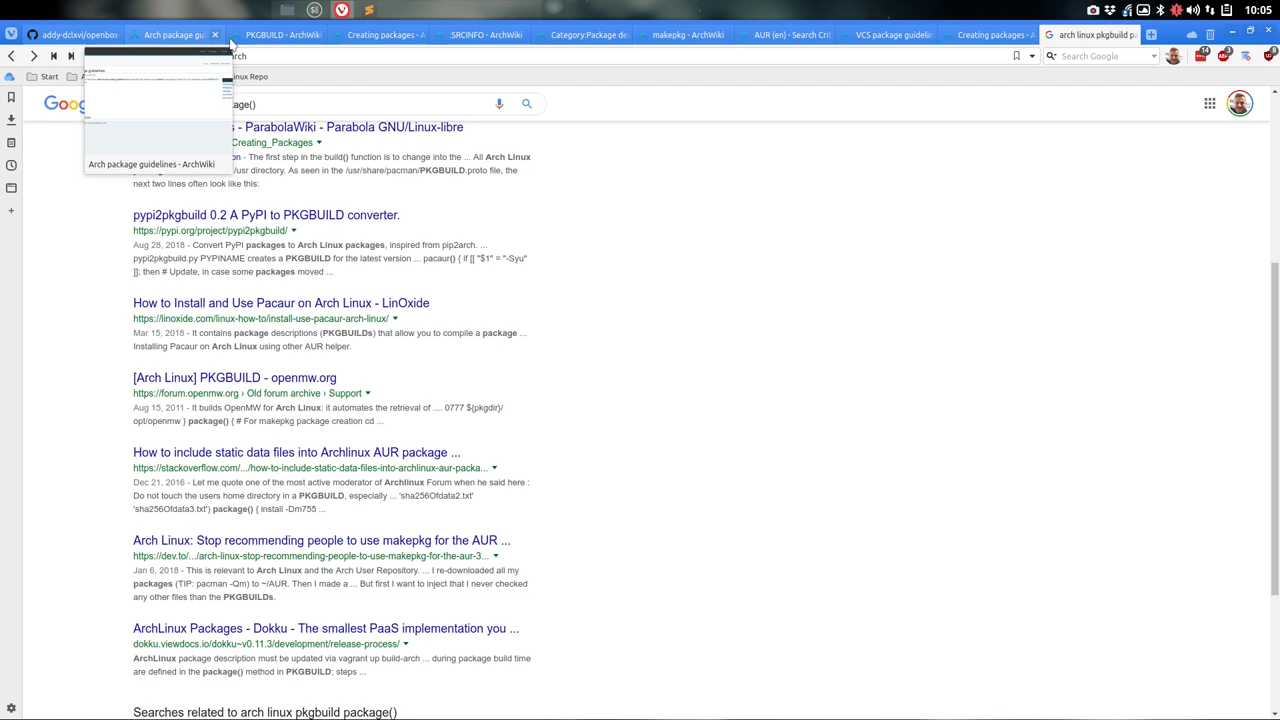 10:05
addy-dclxvi/openbox
Arch package guid
PKGBUILD - ArchWiki
Creating packages -
.SRCINFO - ArchWiki
Category:Package de
makepkg - ArchWiki
AUR (en) - ArchWiki
VCS package guidelin
arch linux pkgbuild pa
rch
Search Google
14
3
8
Start
A
inux Repo
Goog
kage()
Arch package guidelines - ArchWiki
s - ParabolaWiki - Parabola GNU/Linux-libre
Creating_Packages
on - The first step in the build() function is to change into the ... All Arch Linux
/usr directory. As seen in the /usr/share/pacman/PKGBUILD.proto file, the
next two lines often look like this:
pypi2pkgbuild 0.2 A PyPI to PKGBUILD converter.
https://pypi.org/project/pypi2pkgbuild/
Aug 28, 2018 - Convert PyPI packages to Arch Linux packages, inspired from pip2arch. ...
pypi2pkgbuild.py PYPINAME creates a PKGBUILD for the latest version ... pacaur() { if [[ "$1" = "-Syu"
]]; then # Update, in case some packages moved ...
How to Install and Use Pacaur on Arch Linux - LinOxide
https://linoxide.com/linux-how-to/install-use-pacaur-arch-linux/
Mar 15, 2018 - It contains package descriptions (PKGBUILDs) that allow you to compile a package ...
Installing Pacaur on Arch Linux using other AUR helper.
[Arch Linux] PKGBUILD - openmw.org
https://forum.openmw.org › Old forum archive › Support
Aug 15, 2011 - It builds OpenMW for Arch Linux: it automates the retrieval of .... 0777 ${pkgdir}/
opt/openmw } package() { # For makepkg package creation cd ...
How to include static data files into Archlinux AUR package ...
https://stackoverflow.com/.../how-to-include-static-data-files-into-archlinux-aur-packa...
Dec 21, 2016 - Let me quote one of the most active moderator of Archlinux Forum when he said here :
Do not touch the users home directory in a PKGBUILD, especially ... 'sha256Ofdata2.txt'
'sha256Ofdata3.txt') package() { install -Dm755 ...
Arch Linux: Stop recommending people to use makepkg for the AUR ...
https://dev.to/.../arch-linux-stop-recommending-people-to-use-makepkg-for-the-aur-3...
Jan 6, 2018 - This is relevant to Arch Linux and the Arch User Repository. ... I re-downloaded all my
packages (TIP: pacman -Qm) to ~/AUR. Then I made a ... But first I want to inject that I never checked
any other files than the PKGBUILDs.
ArchLinux Packages - Dokku - The smallest PaaS implementation you ...
dokku.viewdocs.io/dokku~v0.11.3/development/release-process/
ArchLinux package description must be updated via vagrant up build-arch ... during package build time
are defined in the package() method in PKGBUILD; steps ...
Searches related to arch linux pkgbuild package()